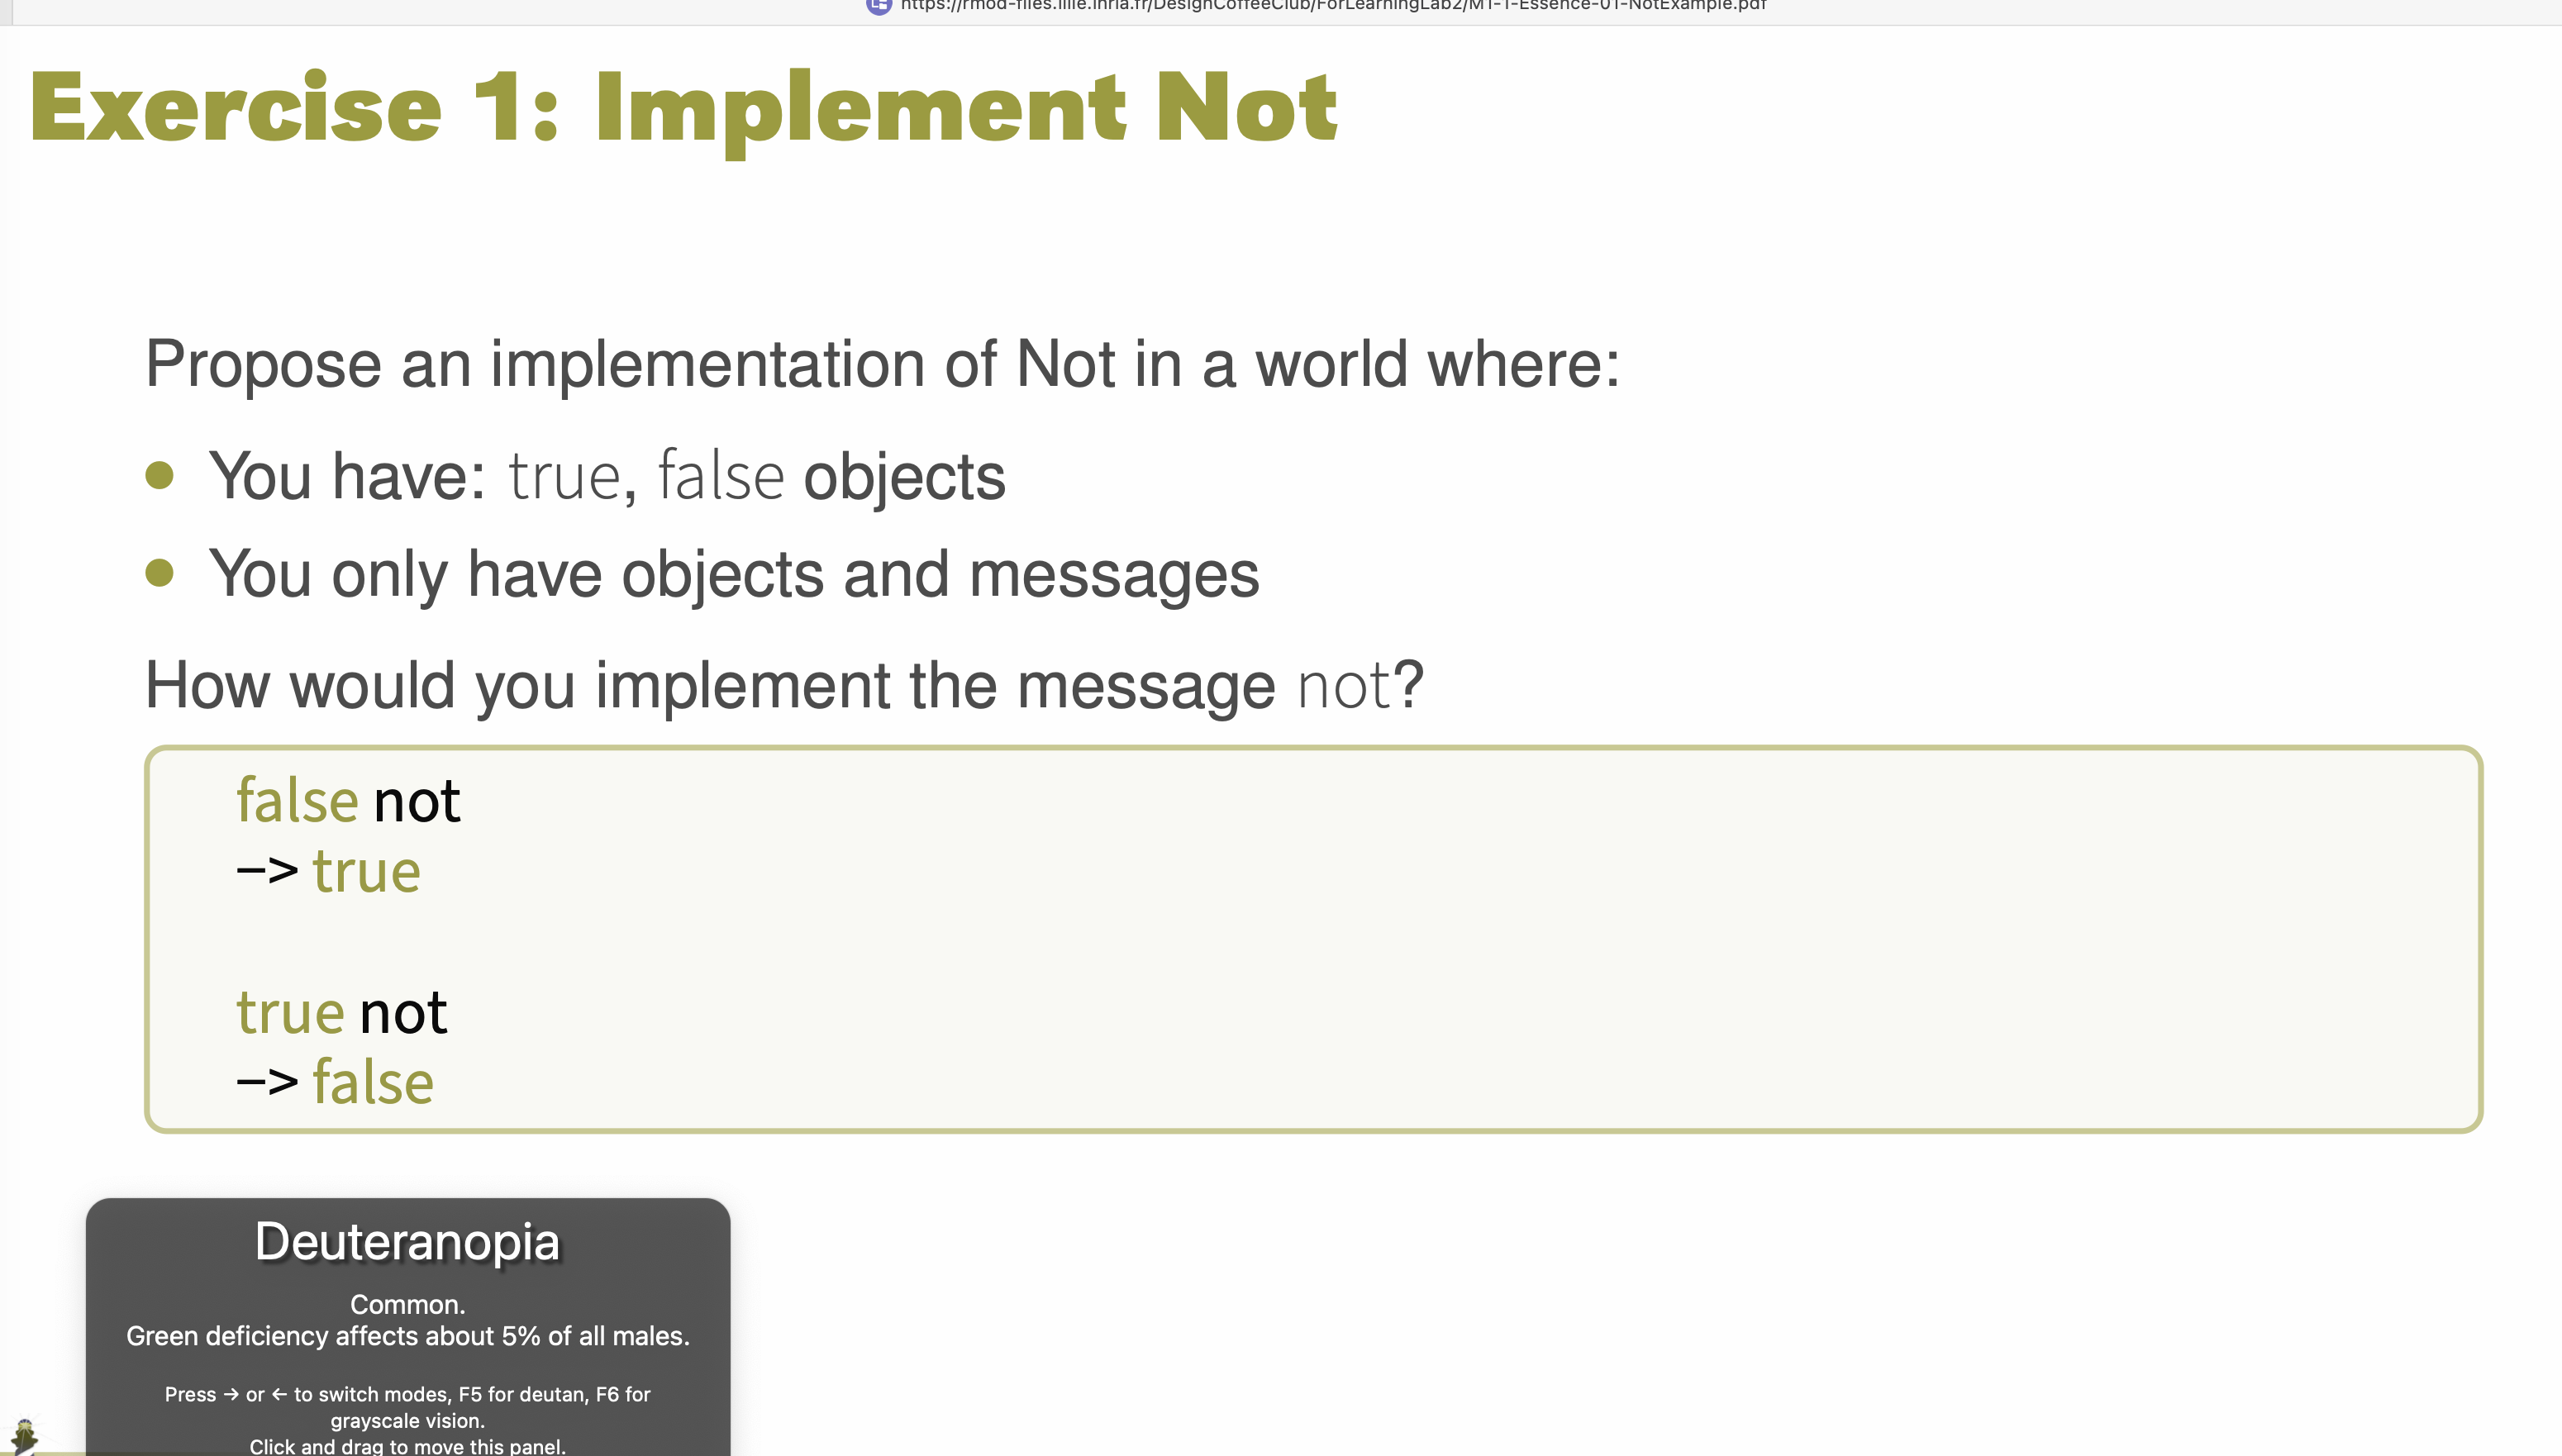 https://rmod-files.lille.inria.fr/DesignCoffeeClub/ForLearningLab2/M1-1-Essence-01-NotExample.pdf
Exercise 1: Implement Not
Propose an implementation of Not in a world where:
● You have: true, false objects
● You only have objects and messages
How would you implement the message not?
false not
–> true
true not
–> false
Deuteranopia
Common.
Green deficiency affects about 5% of all males.
Press → or ← to switch modes, F5 for deutan, F6 for
grayscale vision.
Click and drag to move this panel.